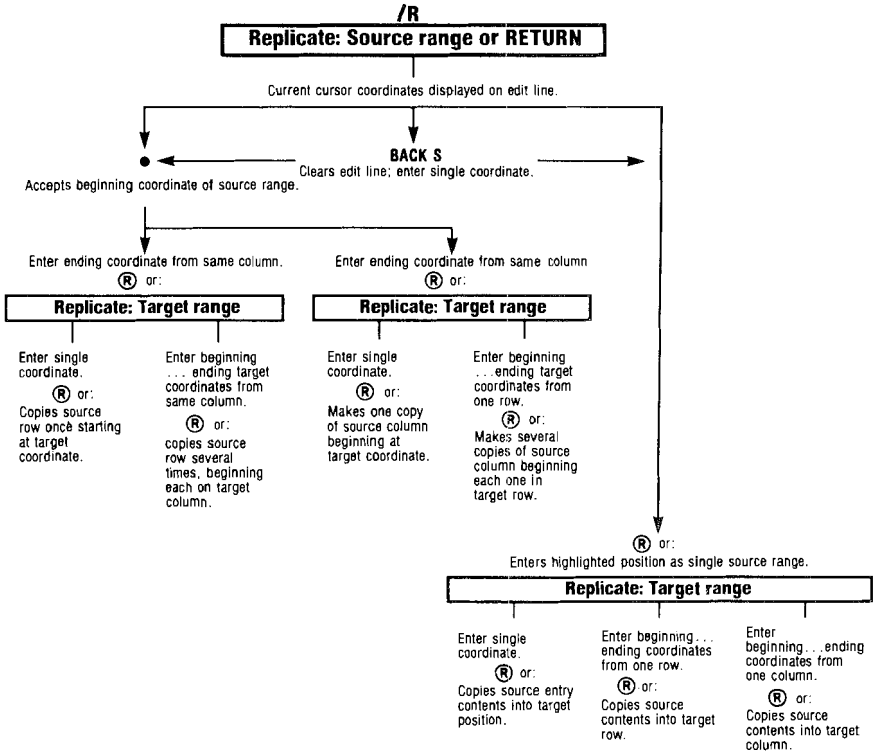 /R
Replicate: Source range or RETURN
Current cursor coordinates displayed on edit line.
BACK S
Clears edit line; enter single coordinate.
Accepts beginning coordinate of source range.
Enter ending coordinate from same column.
R or:
Replicate: Target range
Enter single
coordinate.
R or:
Copies source
row once starting
at target
coordinate.
Enter beginning
... ending target
coordinates from
same column.
R or:
copies source
row several
times, beginning
each on target
column.
Enter ending coordinate from same column
R or:
Replicate: Target range
Enter single
coordinate.
R or:
Makes one copy
of source column
beginning at
target coordinate.
Enter beginning
...ending target
coordinates from
one row.
R or:
Makes several
copies of source
column beginning
each one in
target row.
R or:
Enters highlighted position as single source range.
Replicate: Target range
Enter single
coordinate.
R or:
Copies source entry
contents into target
position.
Enter beginning...
ending coordinates
from one row.
R or:
Copies source
contents into target
row.
Enter
beginning...ending
coordinates from
one column.
R or:
Copies source
contents into target
column.